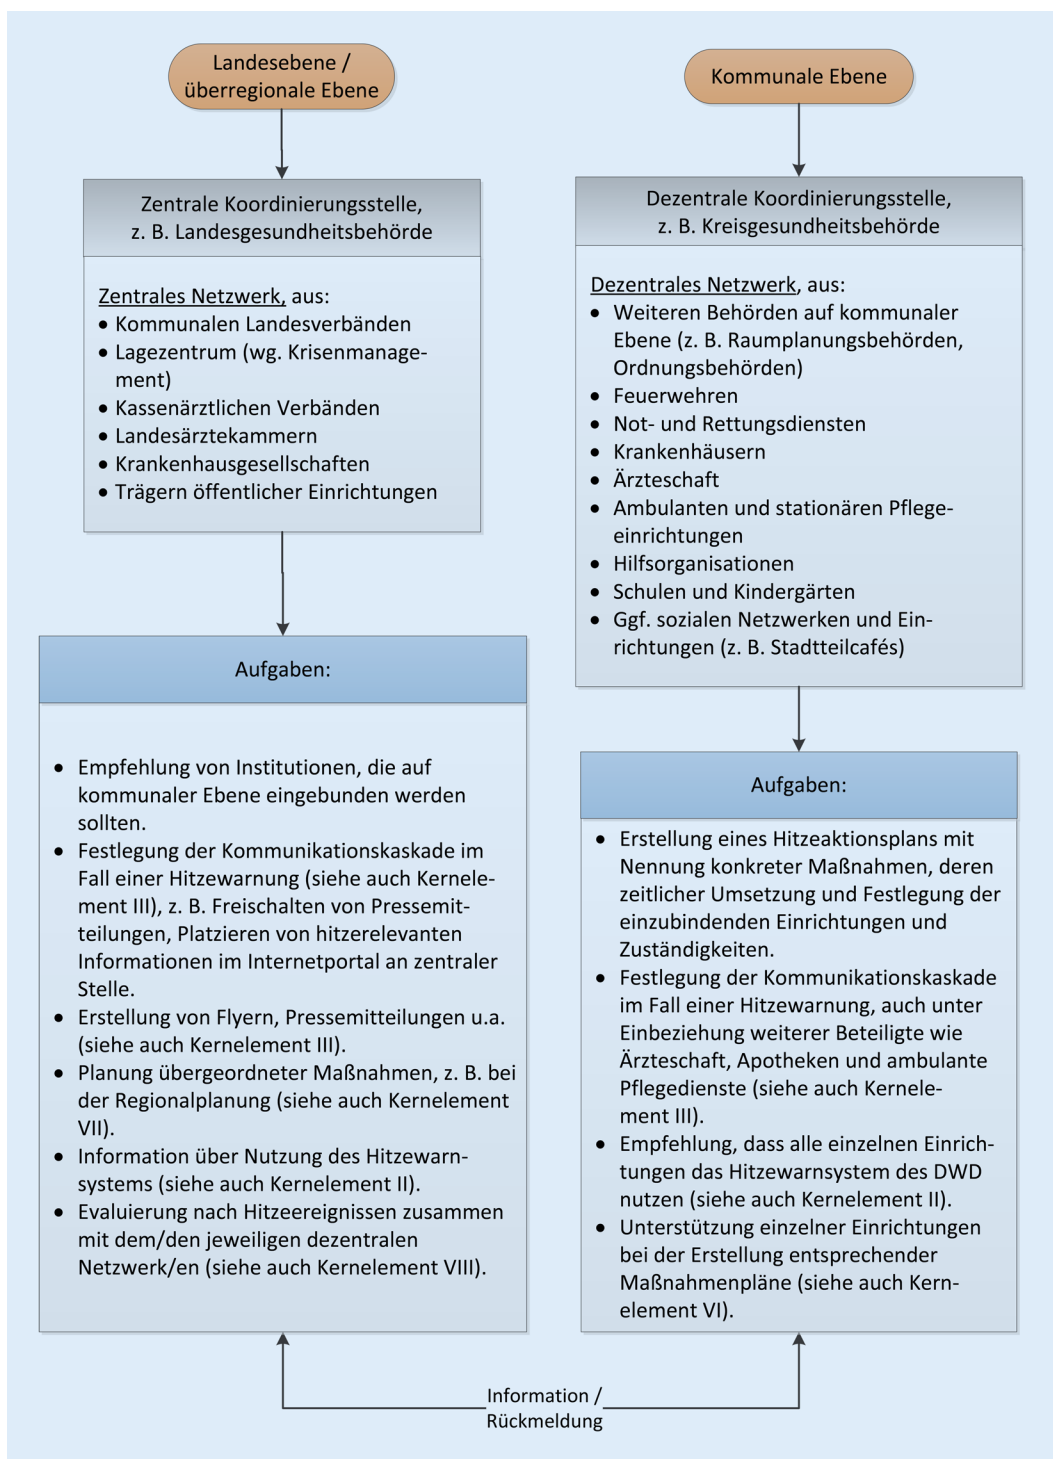 Landesebene /
überregionale Ebene
Zentrale Koordinierungsstelle,
z. B. Landesgesundheitsbehörde
Zentrales Netzwerk, aus:
• Kommunalen Landesverbänden
• Lagezentrum (wg. Krisenmanage-
ment)
• Kassenärztlichen Verbänden
• Landesärztekammern
• Krankenhausgesellschaften
• Trägern öffentlicher Einrichtungen
Aufgaben:
• Empfehlung von Institutionen, die auf
kommunaler Ebene eingebunden werden
sollten.
• Festlegung der Kommunikationskaskade im
Fall einer Hitzewarnung (siehe auch Kernele-
ment III), z. B. Freischalten von Pressemit-
teilungen, Platzieren von hitzerelevanten
Informationen im Internetportal an zentraler
Stelle.
• Erstellung von Flyern, Pressemitteilungen u.a.
(siehe auch Kernelement III).
• Planung übergeordneter Maßnahmen, z. B. bei
der Regionalplanung (siehe auch Kernelement
VII).
• Information über Nutzung des Hitzewarn-
systems (siehe auch Kernelement II).
• Evaluierung nach Hitzeereignissen zusammen
mit dem/den jeweiligen dezentralen
Netzwerk/en (siehe auch Kernelement VIII).
Kommunale Ebene
Dezentrale Koordinierungsstelle,
z. B. Kreisgesundheitsbehörde
Dezentrales Netzwerk, aus:
• Weiteren Behörden auf kommunaler
Ebene (z. B. Raumplanungsbehörden,
Ordnungsbehörden)
• Feuerwehren
• Not- und Rettungsdiensten
• Krankenhäusern
• Ärzteschaft
• Ambulanten und stationären Pflege-
einrichtungen
• Hilfsorganisationen
• Schulen und Kindergärten
• Ggf. sozialen Netzwerken und Ein-
richtungen (z. B. Stadtteilcafés)
Aufgaben:
• Erstellung eines Hitzeaktionsplans mit
Nennung konkreter Maßnahmen, deren
zeitlicher Umsetzung und Festlegung der
einzubindenden Einrichtungen und
Zuständigkeiten.
• Festlegung der Kommunikationskaskade
im Fall einer Hitzewarnung, auch unter
Einbeziehung weiterer Beteiligte wie
Ärzteschaft, Apotheken und ambulante
Pflegedienste (siehe auch Kernele-
ment III).
• Empfehlung, dass alle einzelnen Einrich-
tungen das Hitzewarnsystem des DWD
nutzen (siehe auch Kernelement II).
• Unterstützung einzelner Einrichtungen
bei der Erstellung entsprechender
Maßnahmenpläne (siehe auch Kern-
element VI).
Information /
Rückmeldung